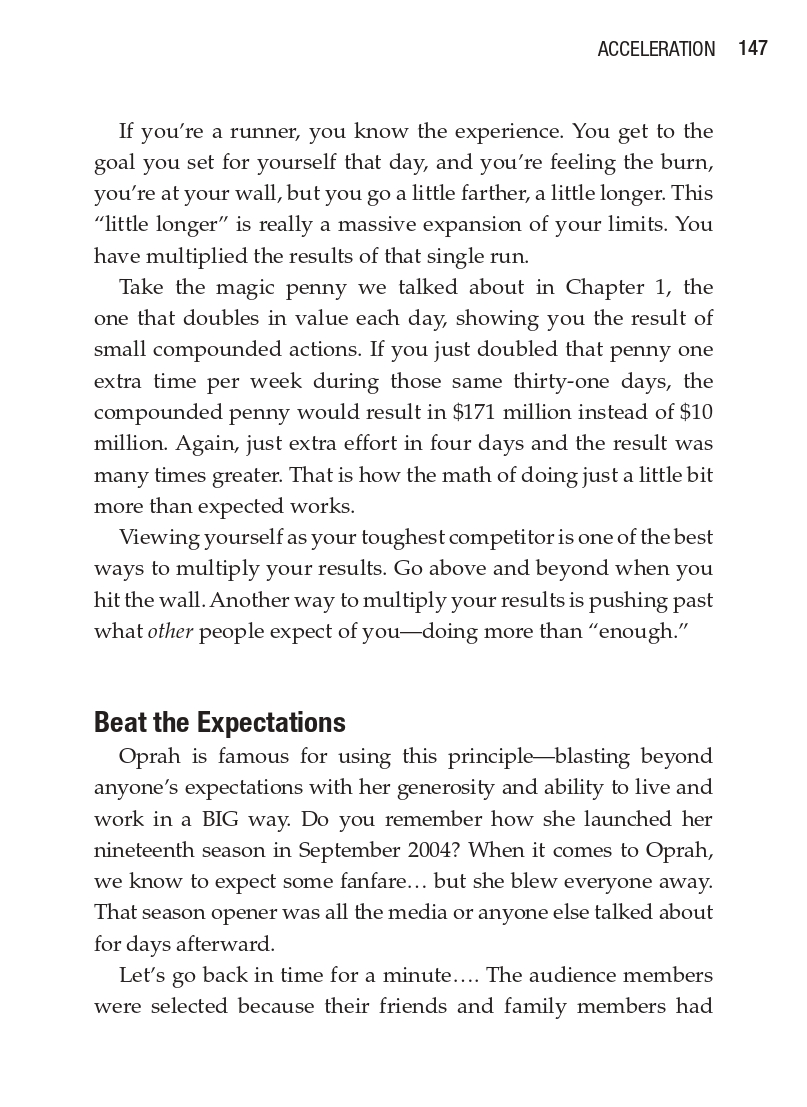 ACCELERATION 147
If you’re a runner, you know the experience. You get to the
goal you set for yourself that day, and you’re feeling the burn,
you’re at your wall, but you go a little farther, a little longer. This
“little longer” is really a massive expansion of your limits. You
have multiplied the results of that single run.
Take the magic penny we talked about in Chapter 1, the
one that doubles in value each day, showing you the result of
small compounded actions. If you just doubled that penny one
extra time per week during those same thirty-one days, the
compounded penny would result in $171 million instead of $10
million. Again, just extra effort in four days and the result was
many times greater. That is how the math of doing just a little bit
more than expected works.
Viewing yourself as your toughest competitor is one of the best
ways to multiply your results. Go above and beyond when you
hit the wall. Another way to multiply your results is pushing past
what other people expect of you—doing more than “enough.”
Beat the Expectations
Oprah is famous for using this principle—blasting beyond
anyone’s expectations with her generosity and ability to live and
work in a BIG way. Do you remember how she launched her
nineteenth season in September 2004? When it comes to Oprah,
we know to expect some fanfare… but she blew everyone away.
That season opener was all the media or anyone else talked about
for days afterward.
Let’s go back in time for a minute…. The audience members
were selected because their friends and family members had